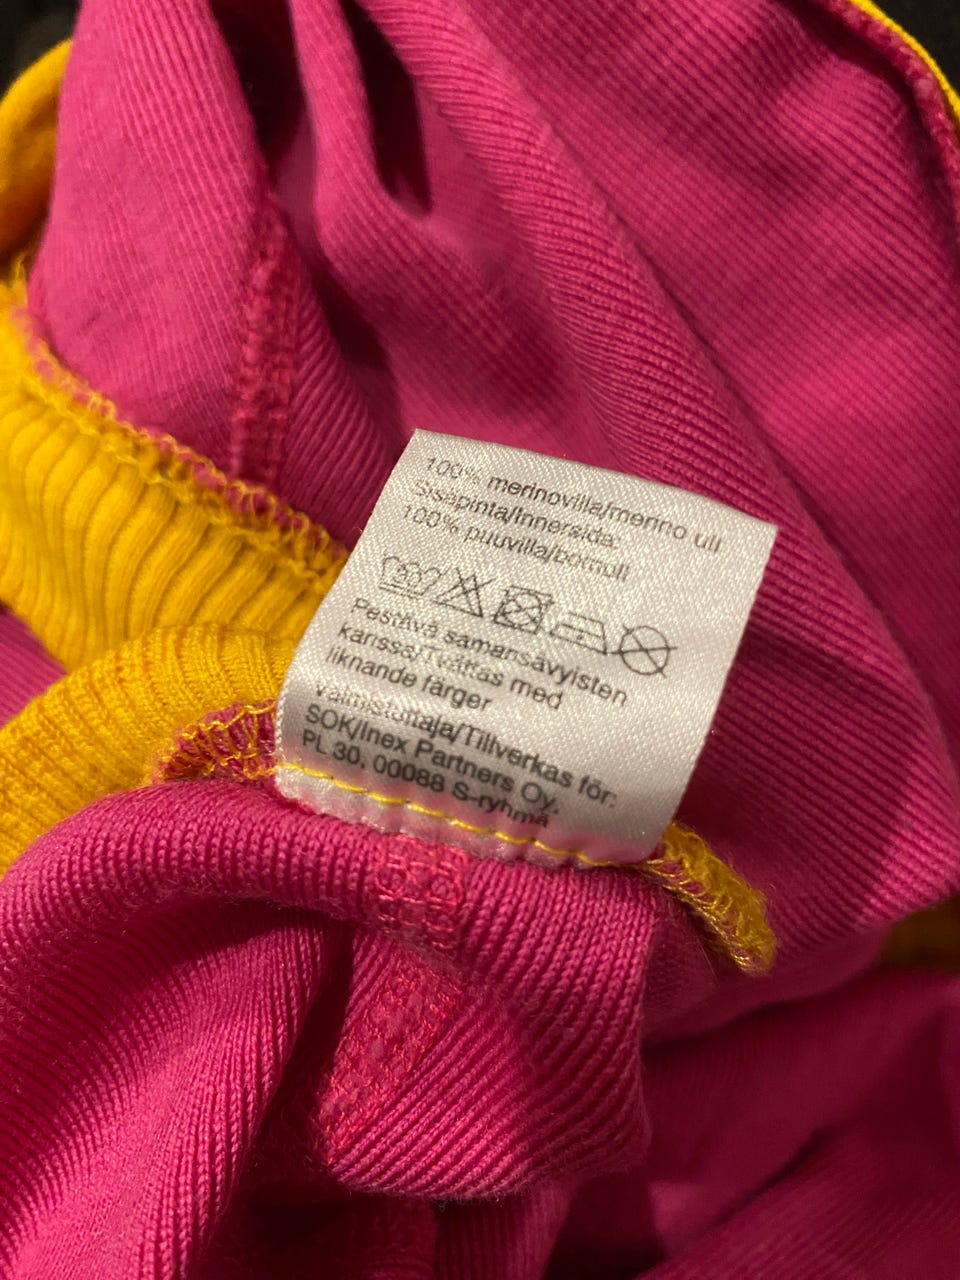 100% merinovilla/merino ull
Sisäpinta/Innersida:
100% puuvilla/bomull
30
Pestävä samansävyisten
kanssa/Tvättas med
liknande färger
Valmistuttaja/Tillverkas för:
SOK/Inex Partners Oy,
PL 30, 00088 S-ryhmä